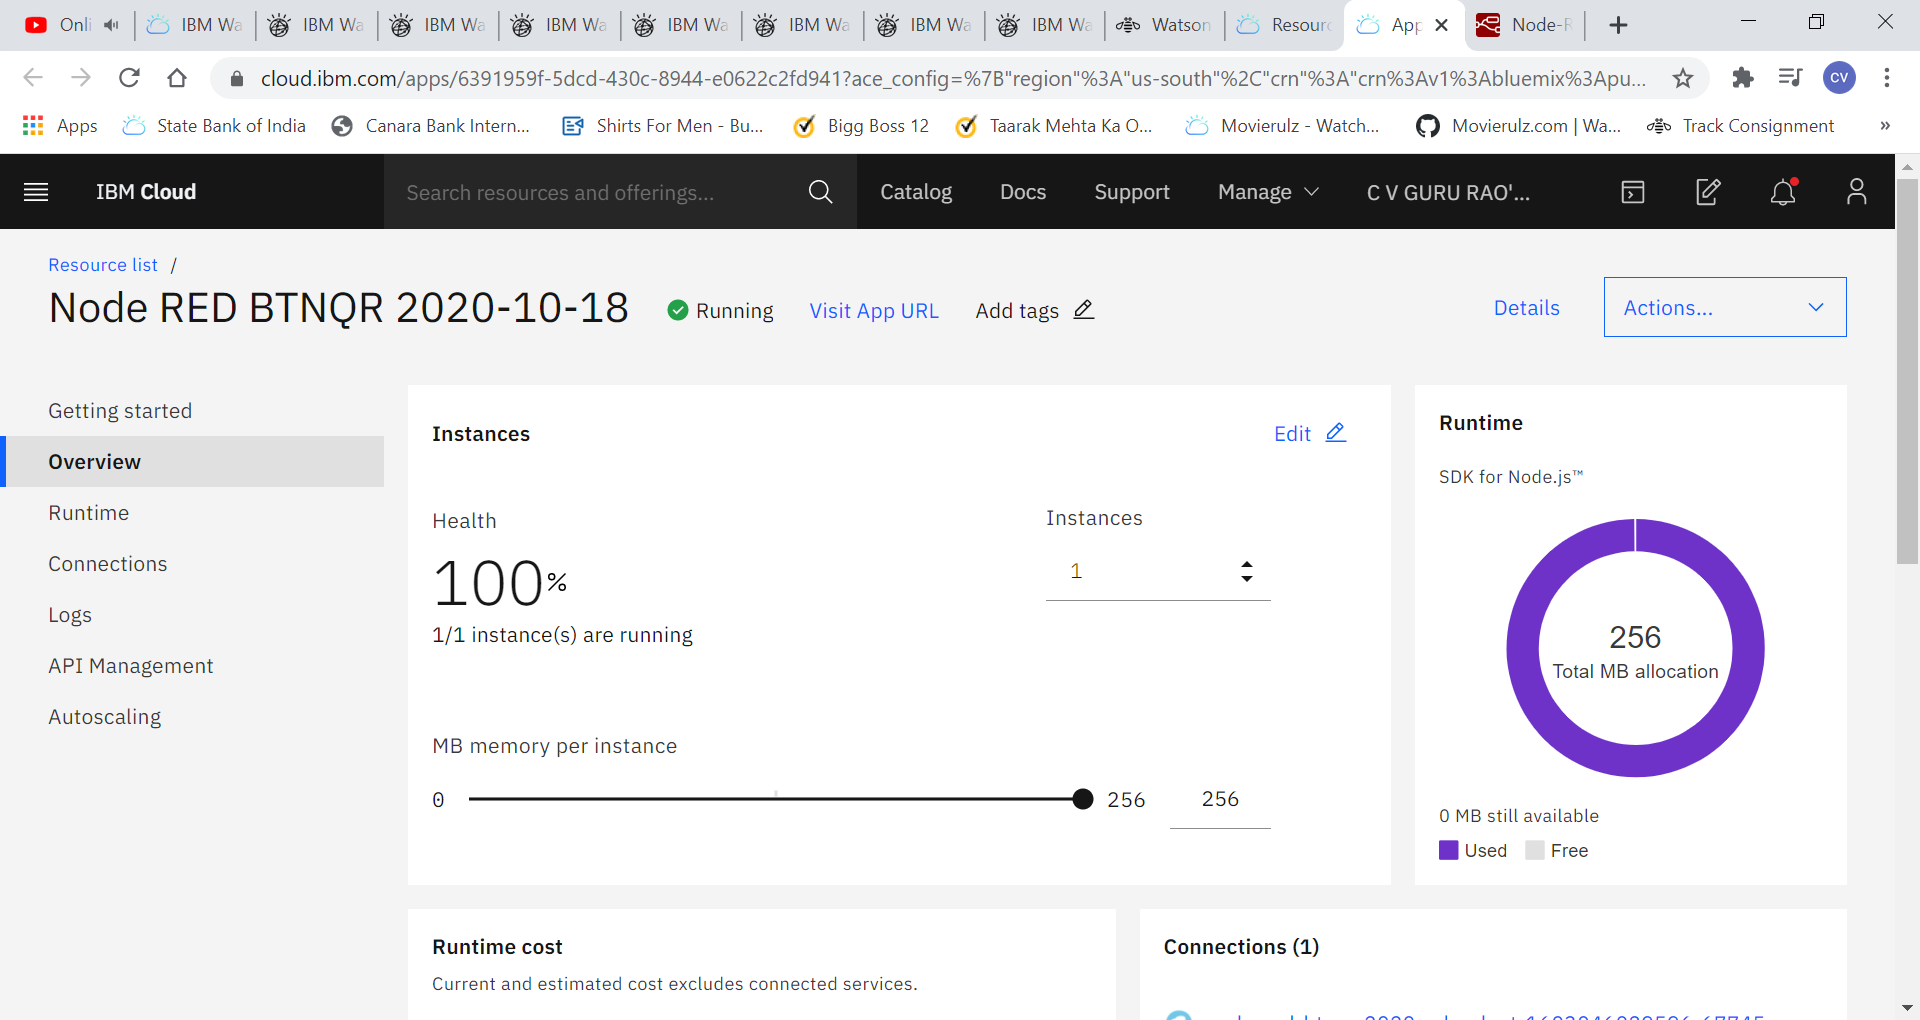 Onli
IBM Wa
IBM Wa
IBM Wa
IBM Wa
IBM Wa
IBM Wa
IBM Wa
IBM Wa
Watson
Resourc
App
Node-R
cloud.ibm.com/apps/6391959f-5dcd-430c-8944-e0622c2fd941?ace_config=%7B"region"%3A"us-south"%2C"crn"%3A"crn%3Av1%3Abluemix%3Apu...
CV
Apps
State Bank of India
Canara Bank Intern...
Shirts For Men - Bu...
Bigg Boss 12
Taarak Mehta Ka O...
Movierulz - Watch...
Movierulz.com | Wa...
Track Consignment
»
IBM Cloud
Search resources and offerings...
Catalog
Docs
Support
Manage
C V GURU RAO'...
Resource list /
Node RED BTNQR 2020-10-18
Running
Visit App URL
Add tags
Details
Actions...
Getting started
Overview
Runtime
Connections
Logs
API Management
Autoscaling
Instances
Edit
Health
100%
1/1 instance(s) are running
Instances
1
MB memory per instance
0
256
256
Runtime
SDK for Node.js™
256
Total MB allocation
0 MB still available
Used
Free
Runtime cost
Current and estimated cost excludes connected services.
Connections (1)